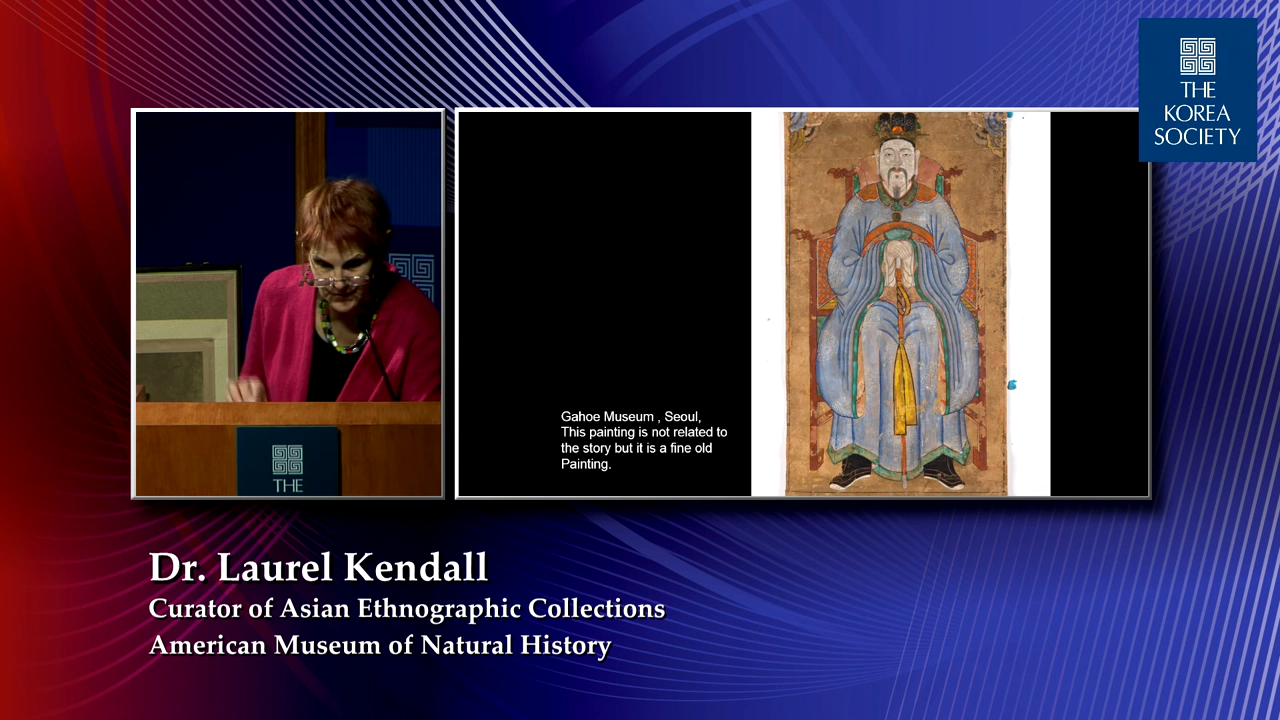 THE
KOREA
SOCIETY
Gahoe Museum , Seoul,
This painting is not related to
the story but it is a fine old
Painting.
THE
Dr. Laurel Kendall
Curator of Asian Ethnographic Collections
American Museum of Natural History